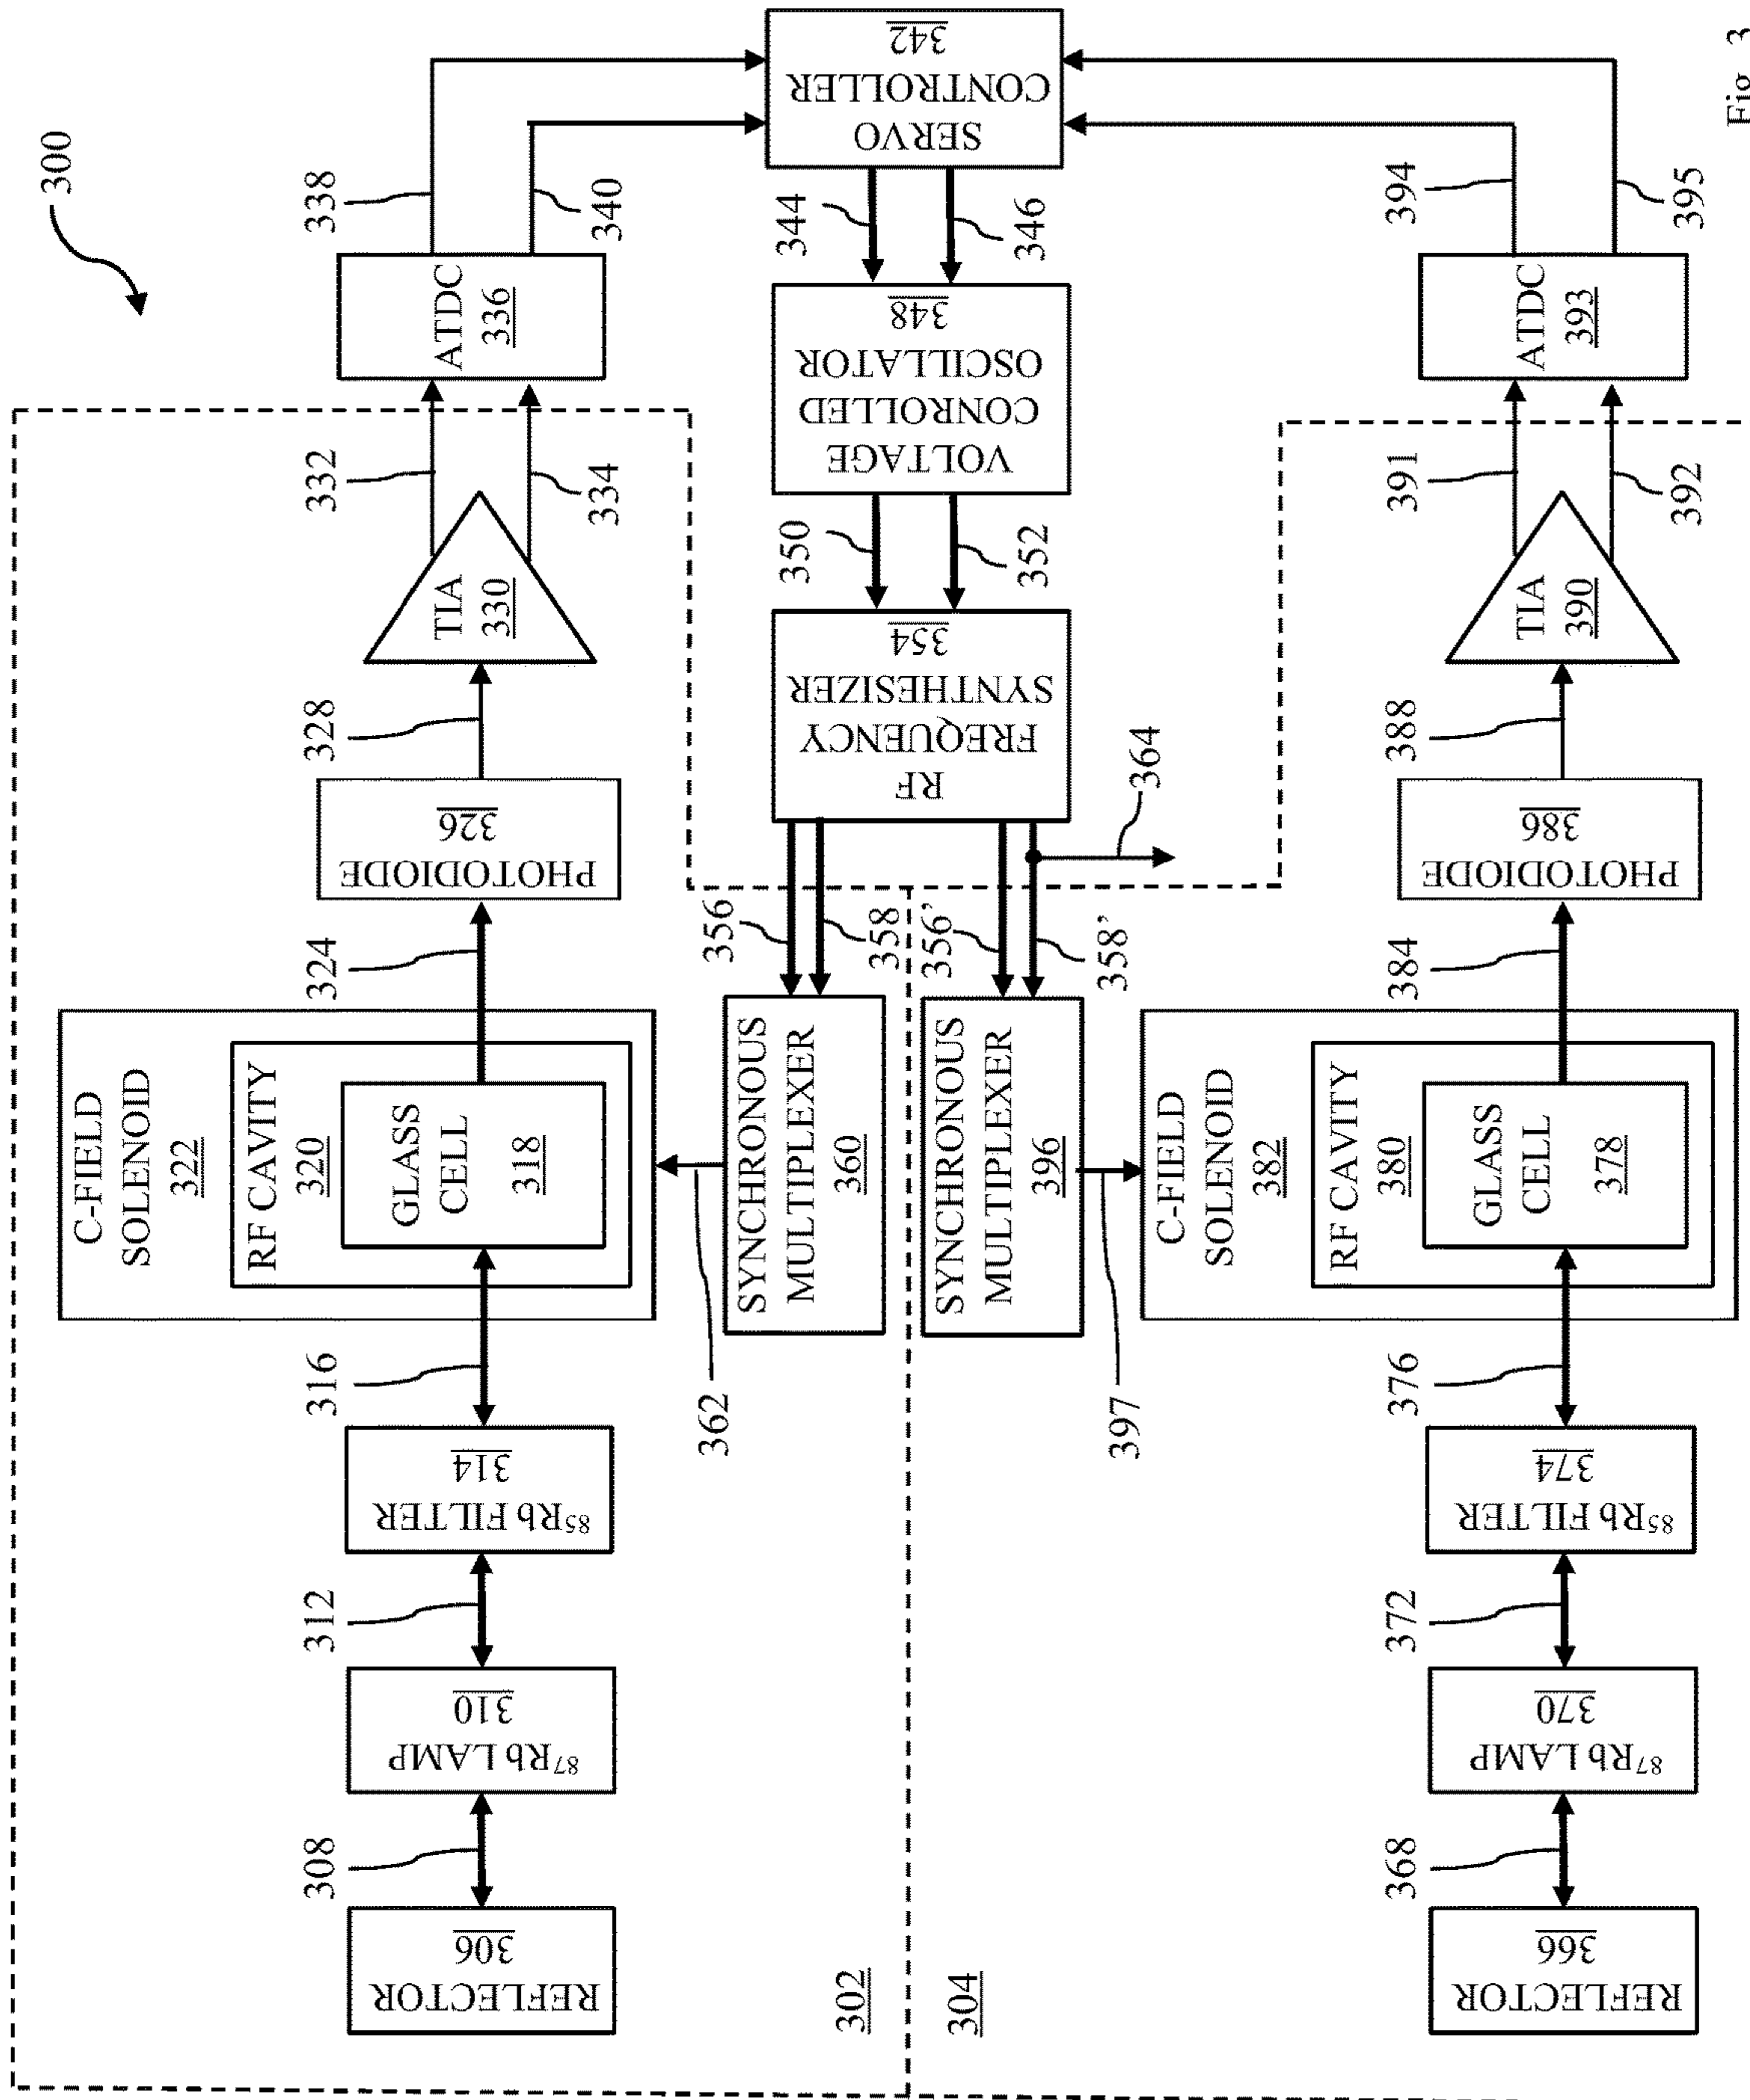 300
C-FIELD
SOLENOID
322
RF CAVITY
320
GLASS
CELL
318
REFLECTOR
306
308
⁸⁷Rb LAMP
310
312
⁸⁵Rb FILTER
314
316
324
PHOTODIODE
326
328
TIA
330
332
334
ATDC
336
338
340
SERVO
CONTROLLER
342
344
346
VOLTAGE
CONTROLLED
OSCILLATOR
348
350
352
RF
FREQUENCY
SYNTHESIZER
354
356
358
356’
358’
364
SYNCHRONOUS
MULTIPLEXER
360
362
302
304
SYNCHRONOUS
MULTIPLEXER
396
397
C-FIELD
SOLENOID
382
RF CAVITY
380
GLASS
CELL
378
REFLECTOR
366
368
⁸⁷Rb LAMP
370
372
⁸⁵Rb FILTER
374
376
384
PHOTODIODE
386
388
TIA
390
391
392
ATDC
393
394
395
Fig. 3